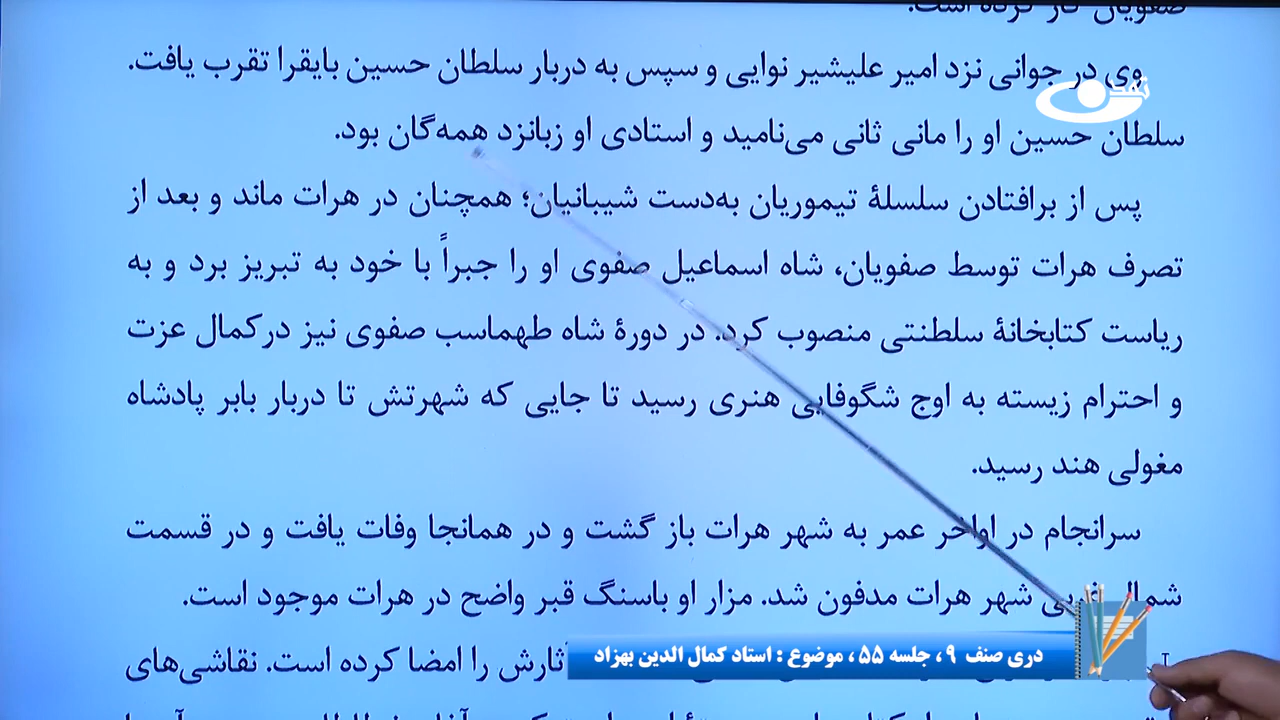 صفویان کار کرده است.
وی در جوانی نزد امیر علیشیر نوایی و سپس به دربار سلطان حسین بایقرا تقرب یافت.
سلطان حسین او را مانی ثانی می‌نامید و استادی او زبانزد همه‌گان بود.
پس از برافتادن سلسلهٔ تیموریان به‌دست شیبانیان؛ همچنان در هرات ماند و بعد از
تصرف هرات توسط صفویان، شاه اسماعیل صفوی او را جبراً با خود به تبریز برد و به
ریاست کتابخانهٔ سلطنتی منصوب کرد. در دورهٔ شاه طهماسب صفوی نیز درکمال عزت
و احترام زیسته به اوج شگوفایی هنری رسید تا جایی که شهرتش تا دربار بابر پادشاه
مغولی هند رسید.
سرانجام در اواخر عمر به شهر هرات باز گشت و در همانجا وفات یافت و در قسمت
شمال غربی شهر هرات مدفون شد. مزار او باسنگ قبر واضح در هرات موجود است.
ثارش را امضا کرده است. نقاشی‌های
دری صنف ۹ ، جلسه ۵۵ ، موضوع : استاد کمال الدین بهزاد